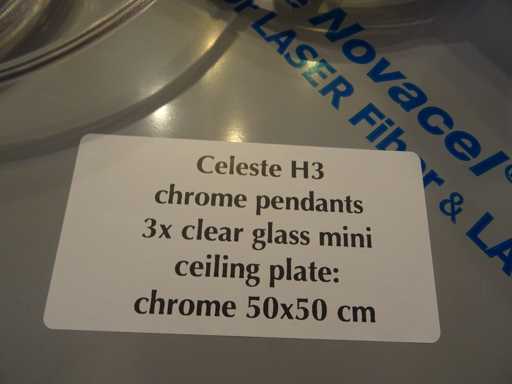 Novacel®
LASER Fiber & LA
Celeste H3
chrome pendants
3x clear glass mini
ceiling plate:
chrome 50x50 cm